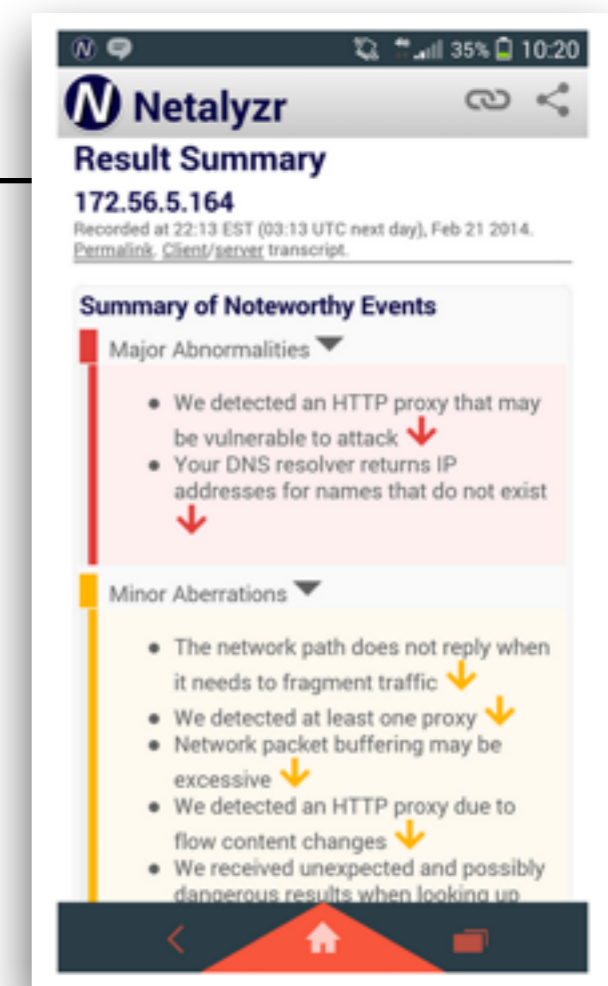 35% 10:20
N Netalyzr
Result Summary
172.56.5.164
Recorded at 22:13 EST (03:13 UTC next day), Feb 21 2014.
Permalink. Client/server transcript.
Summary of Noteworthy Events
Major Abnormalities
● We detected an HTTP proxy that may
be vulnerable to attack
● Your DNS resolver returns IP
addresses for names that do not exist
Minor Aberrations
● The network path does not reply when
it needs to fragment traffic
● We detected at least one proxy
● Network packet buffering may be
excessive
● We detected an HTTP proxy due to
flow content changes
● We received unexpected and possibly
dangerous results when looking up